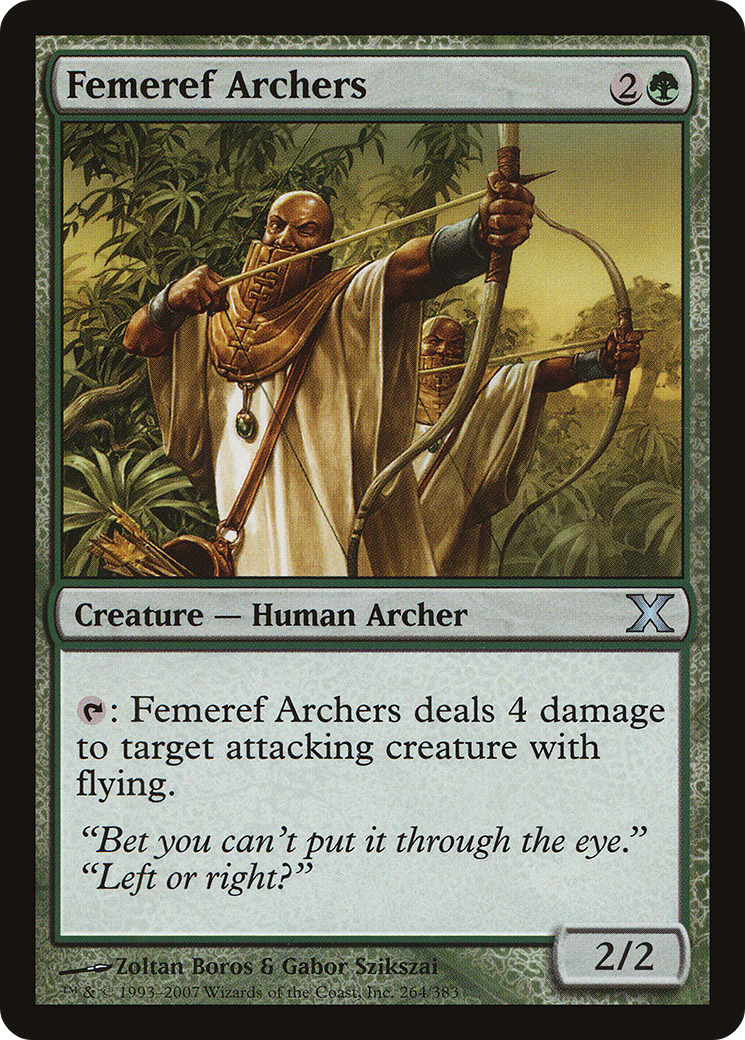 Femeref Archers 2
Creature — Human Archer X
: Femeref Archers deals 4 damage
to target attacking creature with
flying.
“Bet you can’t put it through the eye.”
“Left or right?”
2/2
Zoltan Boros & Gabor Szikszai
™ & © 1993–2007 Wizards of the Coast, Inc. 264/383